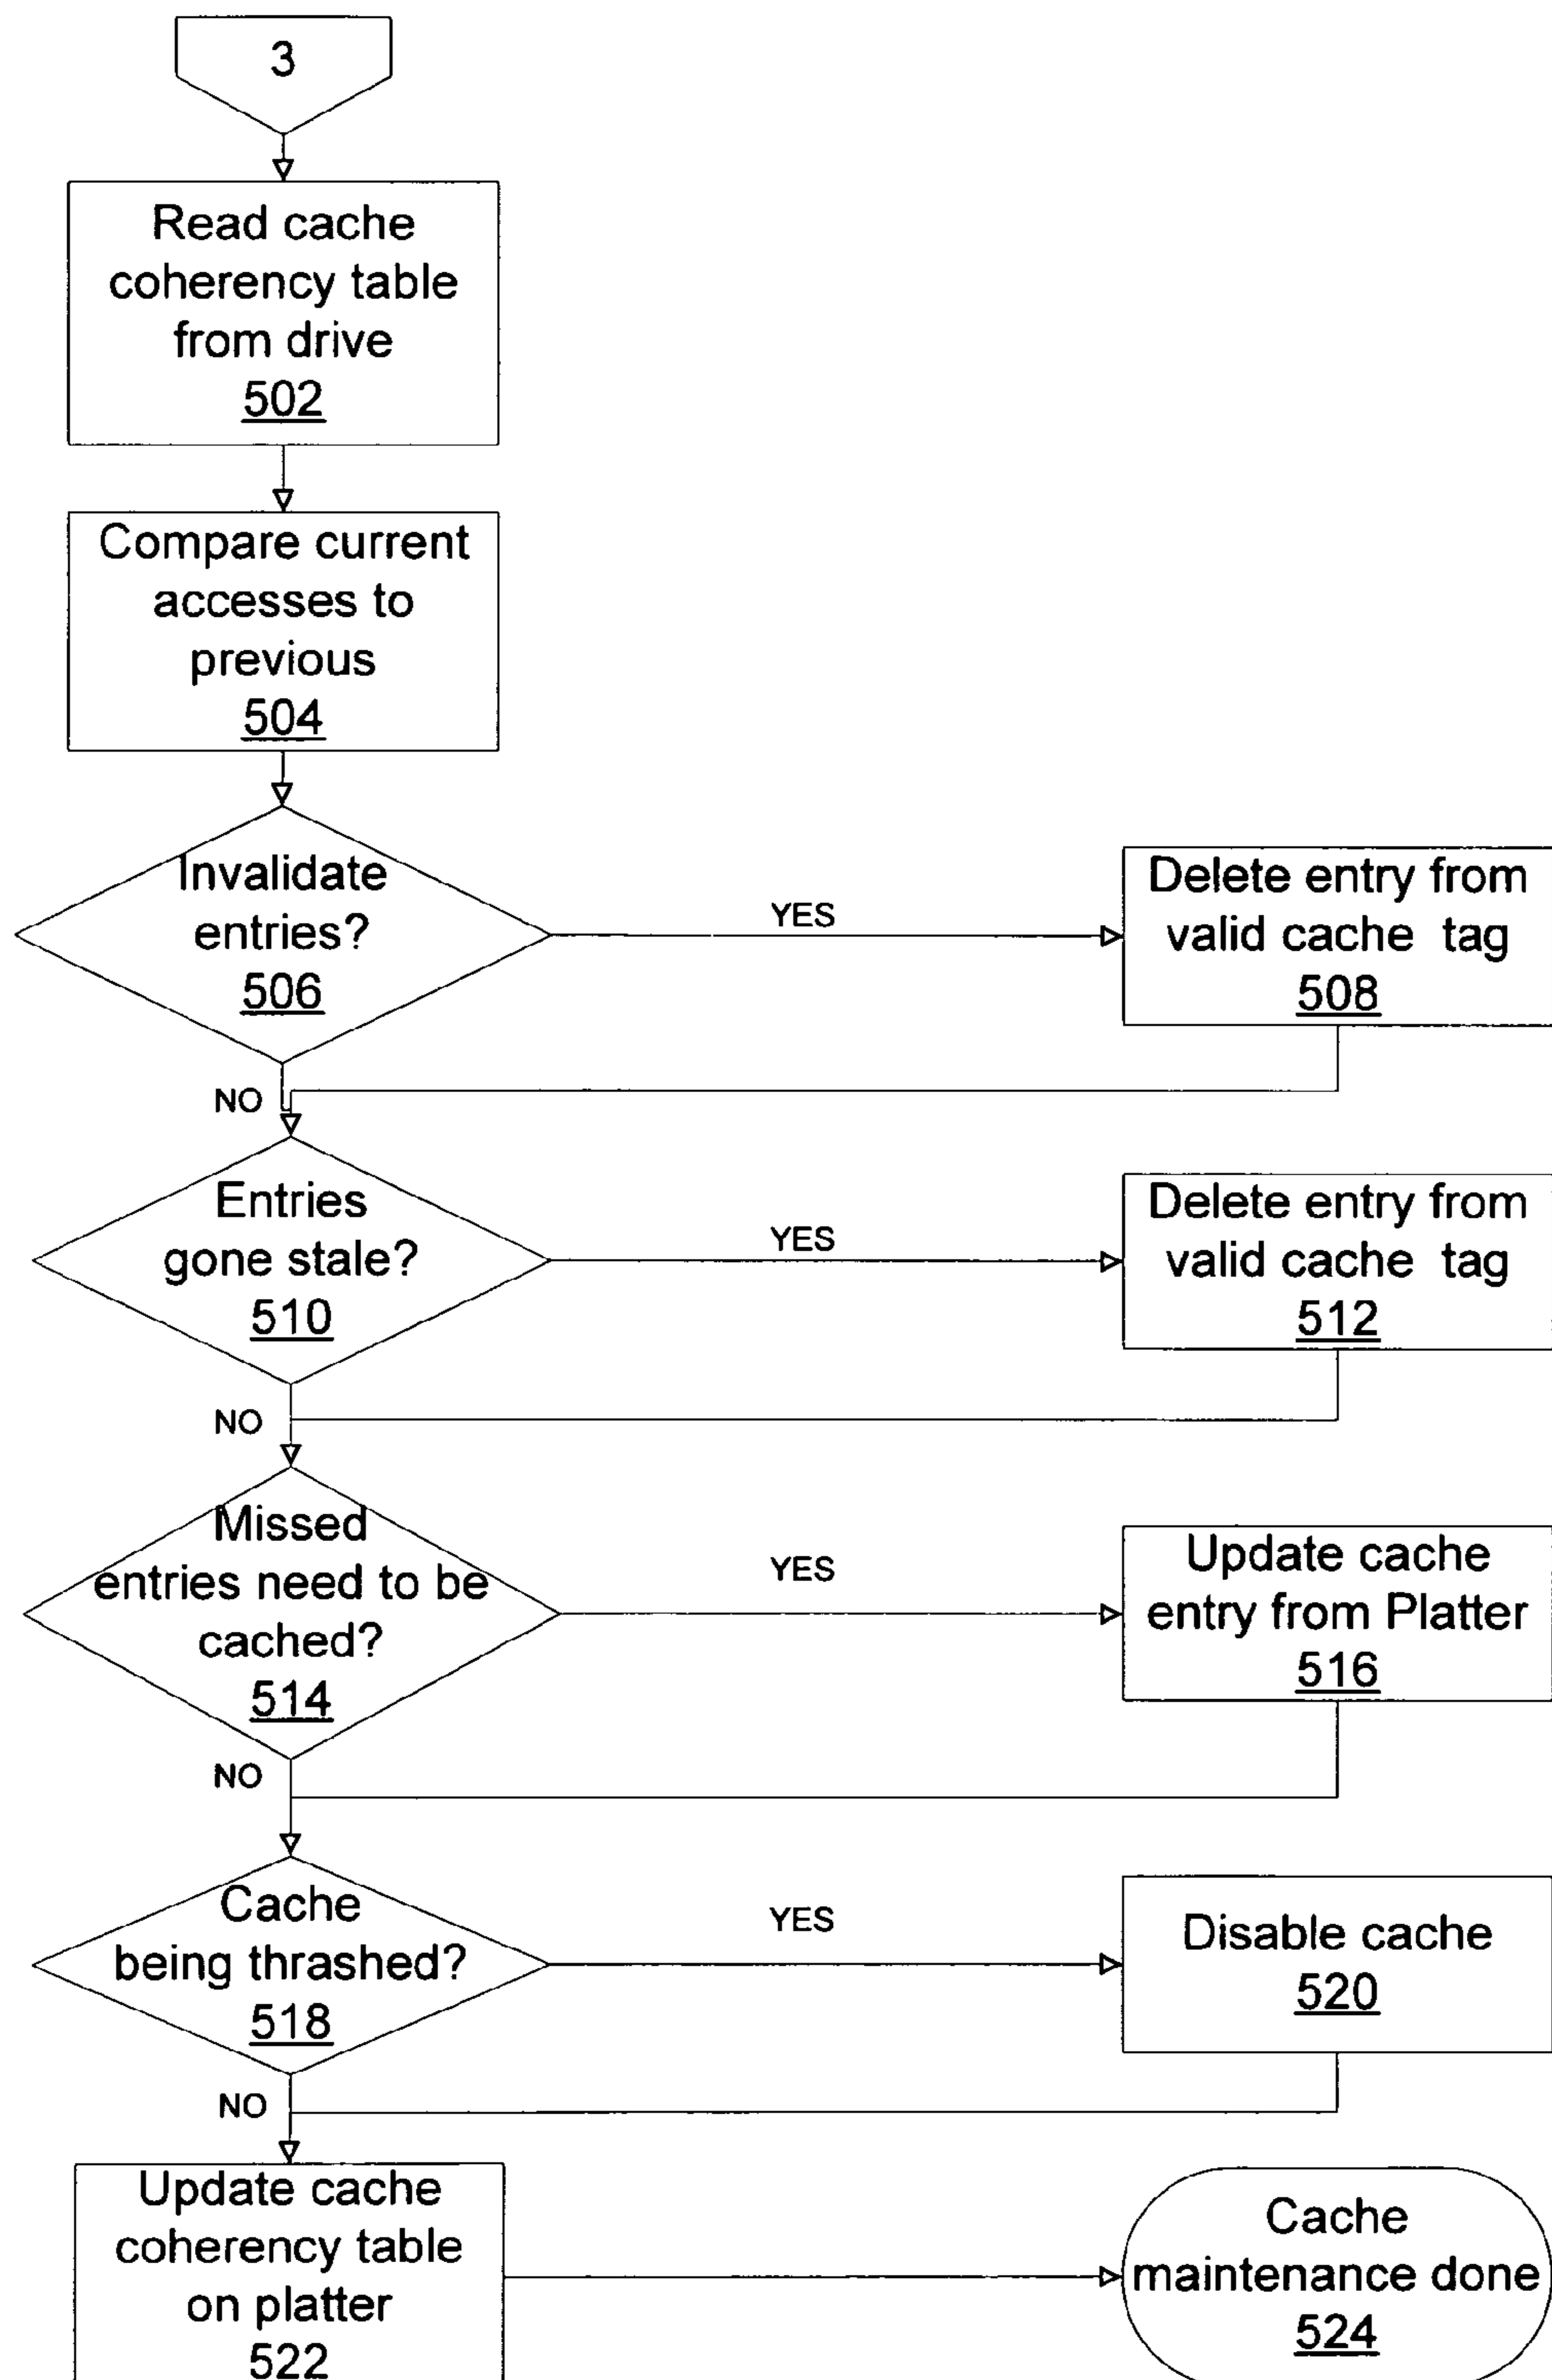 3
Read cache
coherency table
from drive
502
Compare current
accesses to
previous
504
Invalidate
entries?
506
YES
Delete entry from
valid cache tag
508
NO
Entries
gone stale?
510
YES
Delete entry from
valid cache tag
512
NO
Missed
entries need to be
cached?
514
YES
Update cache
entry from Platter
516
NO
Cache
being thrashed?
518
YES
Disable cache
520
NO
Update cache
coherency table
on platter
522
Cache
maintenance done
524